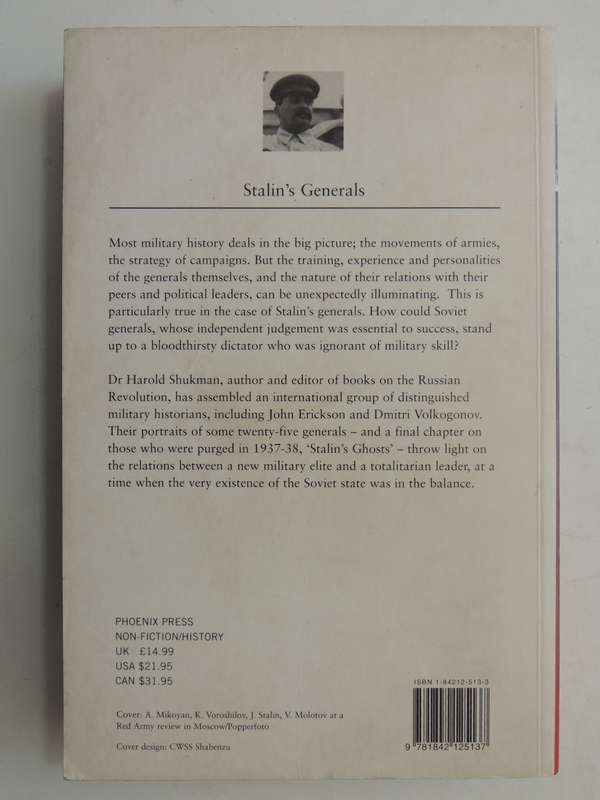 Stalin's Generals
Most military history deals in the big picture; the movements of armies,
the strategy of campaigns. But the training, experience and personalities
of the generals themselves, and the nature of their relations with their
peers and political leaders, can be unexpectedly illuminating. This is
particularly true in the case of Stalin's generals. How could Soviet
generals, whose independent judgement was essential to success, stand
up to a bloodthirsty dictator who was ignorant of military skill?
Dr Harold Shukman, author and editor of books on the Russian
Revolution, has assembled an international group of distinguished
military historians, including John Erickson and Dmitri Volkogonov.
Their portraits of some twenty-five generals – and a final chapter on
those who were purged in 1937-38, 'Stalin's Ghosts' – throw light on
the relations between a new military elite and a totalitarian leader, at a
time when the very existence of the Soviet state was in the balance.
PHOENIX PRESS
NON-FICTION/HISTORY
UK £14.99
USA $21.95
CAN $31.95
Cover: A. Mikoyan, K. Voroshilov, J. Stalin, V. Molotov at a
Red Army review in Moscow/Popperfoto
Cover design: CWSS Shabenzu
ISBN 1-84212-513-3
9 781842 125137